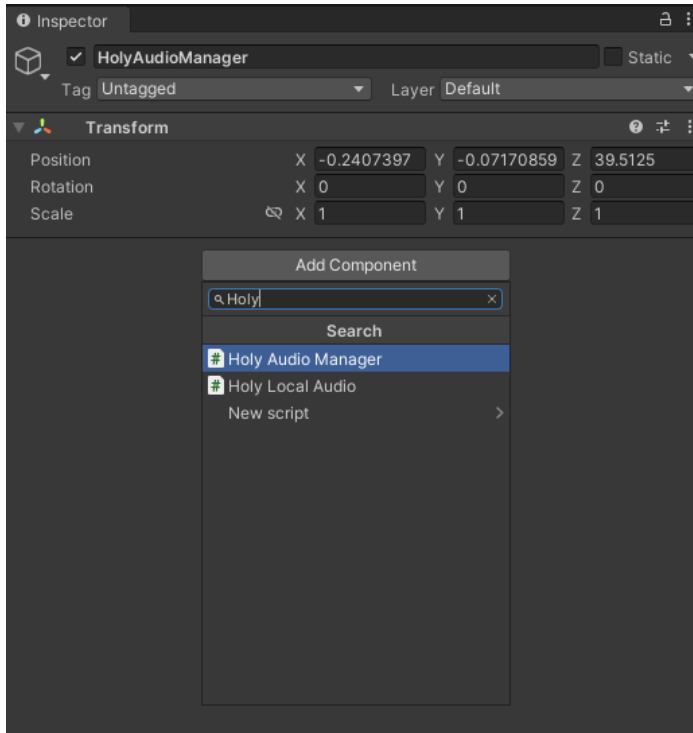 Inspector
HolyAudioManager Static
Tag Untagged Layer Default
Transform
Position X -0.2407397 Y -0.07170859 Z 39.5125
Rotation X 0 Y 0 Z 0
Scale X 1 Y 1 Z 1
Add Component
Holy
Search
# Holy Audio Manager
# Holy Local Audio
New script